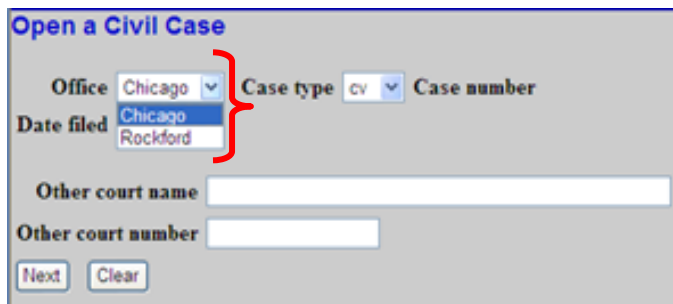 Open a Civil Case
Office Chicago Case type cv Case number
Chicago
Date filed
Rockford
Other court name
Other court number
Next Clear